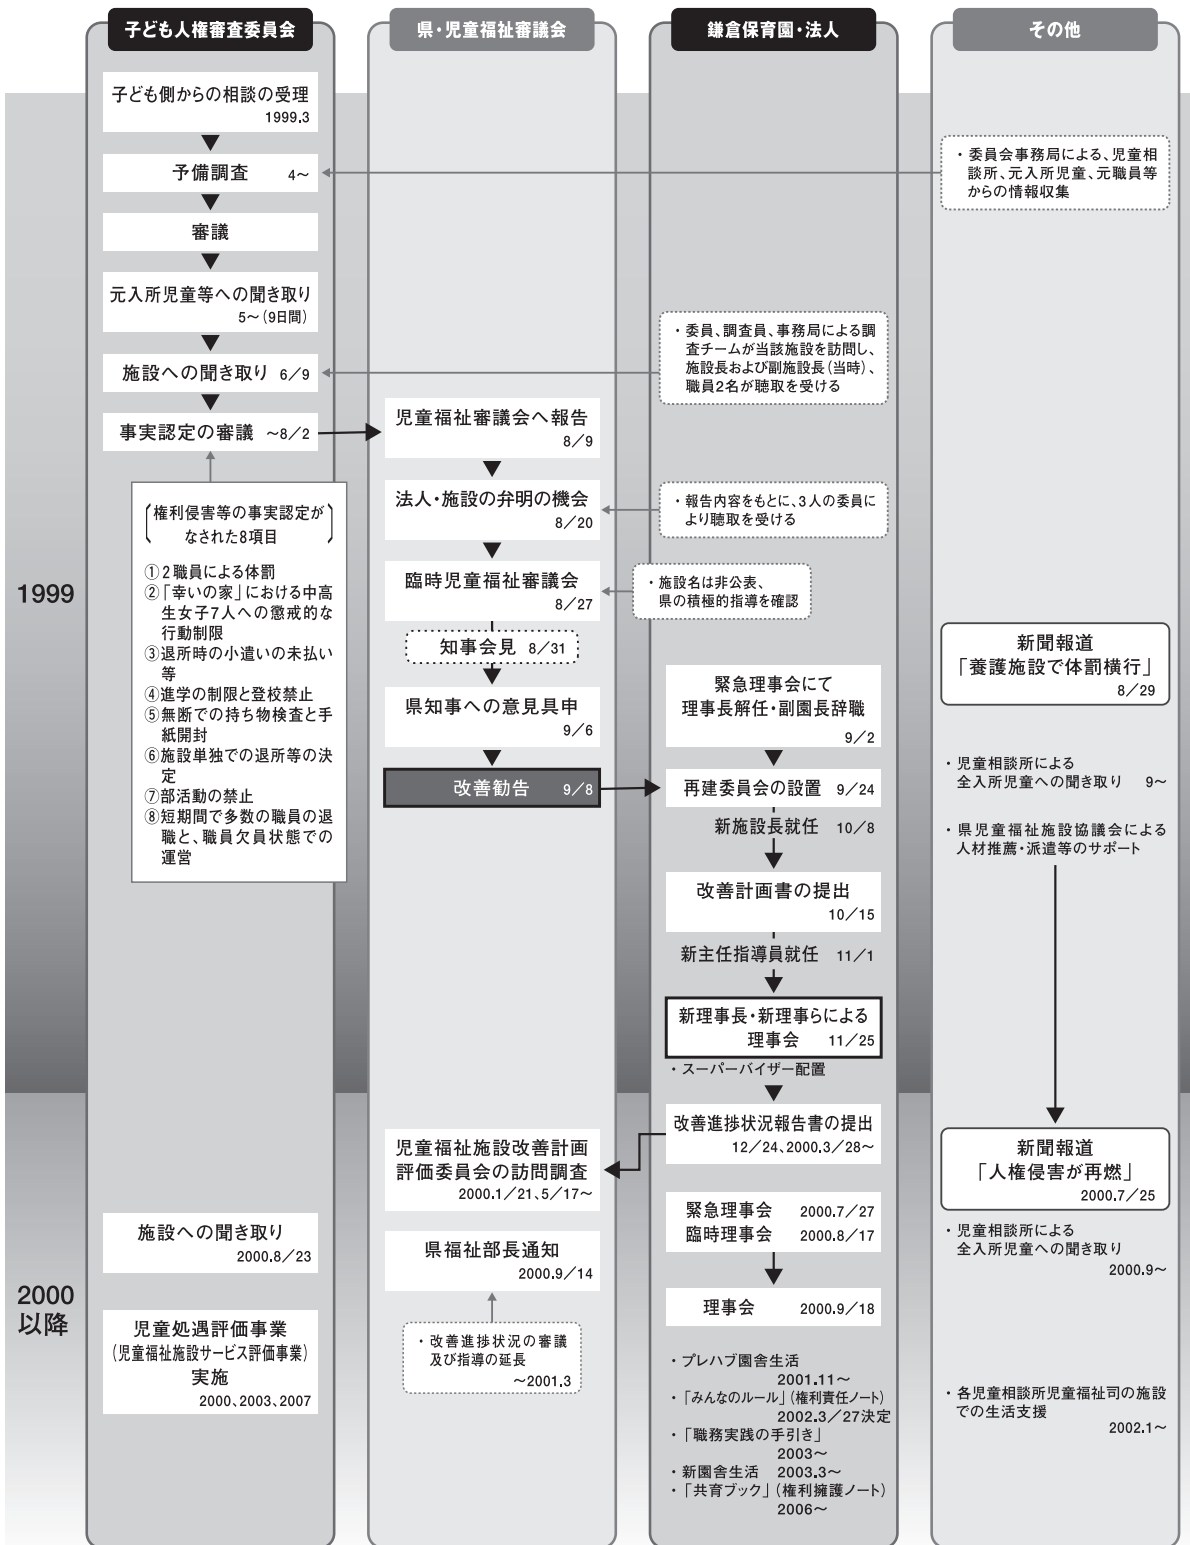 子ども人権審査委員会
県・児童福祉審議会
鎌倉保育園・法人
その他
1999
2000
以降
子ども側からの相談の受理
1999.3
予備調査 4～
審議
元入所児童等への聞き取り
5～(9日間)
施設への聞き取り 6／9
事実認定の審議 ～8／2
権利侵害等の事実認定が
なされた8項目
①2職員による体罰
②「幸いの家」における中高
生女子7人への懲戒的な
行動制限
③退所時の小遣いの未払い
等
④進学の制限と登校禁止
⑤無断での持ち物検査と手
紙開封
⑥施設単独での退所等の決
定
⑦部活動の禁止
⑧短期間で多数の職員の退
職と、職員欠員状態での
運営
施設への聞き取り
2000.8／23
児童処遇評価事業
(児童福祉施設サービス評価事業)
実施
2000、2003、2007
児童福祉審議会へ報告
8／9
法人・施設の弁明の機会
8／20
臨時児童福祉審議会
8／27
知事会見 8／31
県知事への意見具申
9／6
改善勧告 9／8
児童福祉施設改善計画
評価委員会の訪問調査
2000.1／21、5／17～
県福祉部長通知
2000.9／14
・改善進捗状況の審議
及び指導の延長
～2001.3
・委員、調査員、事務局による調
査チームが当該施設を訪問し、
施設長および副施設長(当時)、
職員2名が聴取を受ける
・報告内容をもとに、3人の委員に
より聴取を受ける
・施設名は非公表、
県の積極的指導を確認
緊急理事会にて
理事長解任・副園長辞職
9／2
再建委員会の設置 9／24
新施設長就任 10／8
改善計画書の提出
10／15
新主任指導員就任 11／1
新理事長・新理事らによる
理事会 11／25
・スーパーバイザー配置
改善進捗状況報告書の提出
12／24、2000.3／28～
緊急理事会 2000.7／27
臨時理事会 2000.8／17
理事会 2000.9／18
・プレハブ園舎生活
2001.11～
・「みんなのルール」(権利責任ノート)
2002.3／27決定
・「職務実践の手引き」
2003～
・新園舎生活 2003.3～
・「共育ブック」(権利擁護ノート)
2006～
・委員会事務局による、児童相
談所、元入所児童、元職員等
からの情報収集
新聞報道
「養護施設で体罰横行」
8／29
・児童相談所による
全入所児童への聞き取り 9～
・県児童福祉施設協議会による
人材推薦・派遣等のサポート
新聞報道
「人権侵害が再燃」
2000.7／25
・児童相談所による
全入所児童への聞き取り
2000.9～
・各児童相談所児童福祉司の施設
での生活支援
2002.1～